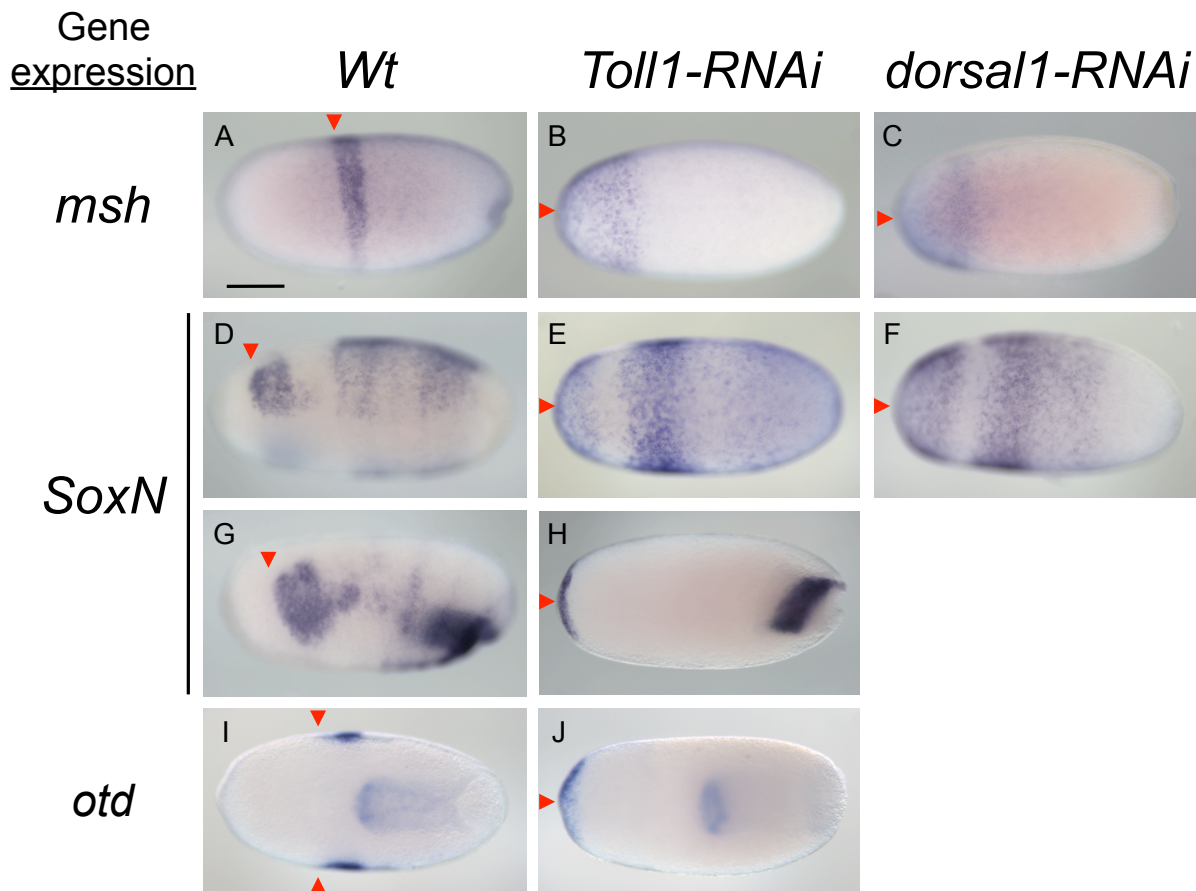 Gene
expression
Wt
Toll1-RNAi
dorsal1-RNAi
msh
A
B
C
SoxN
D
E
F
G
H
otd
I
J